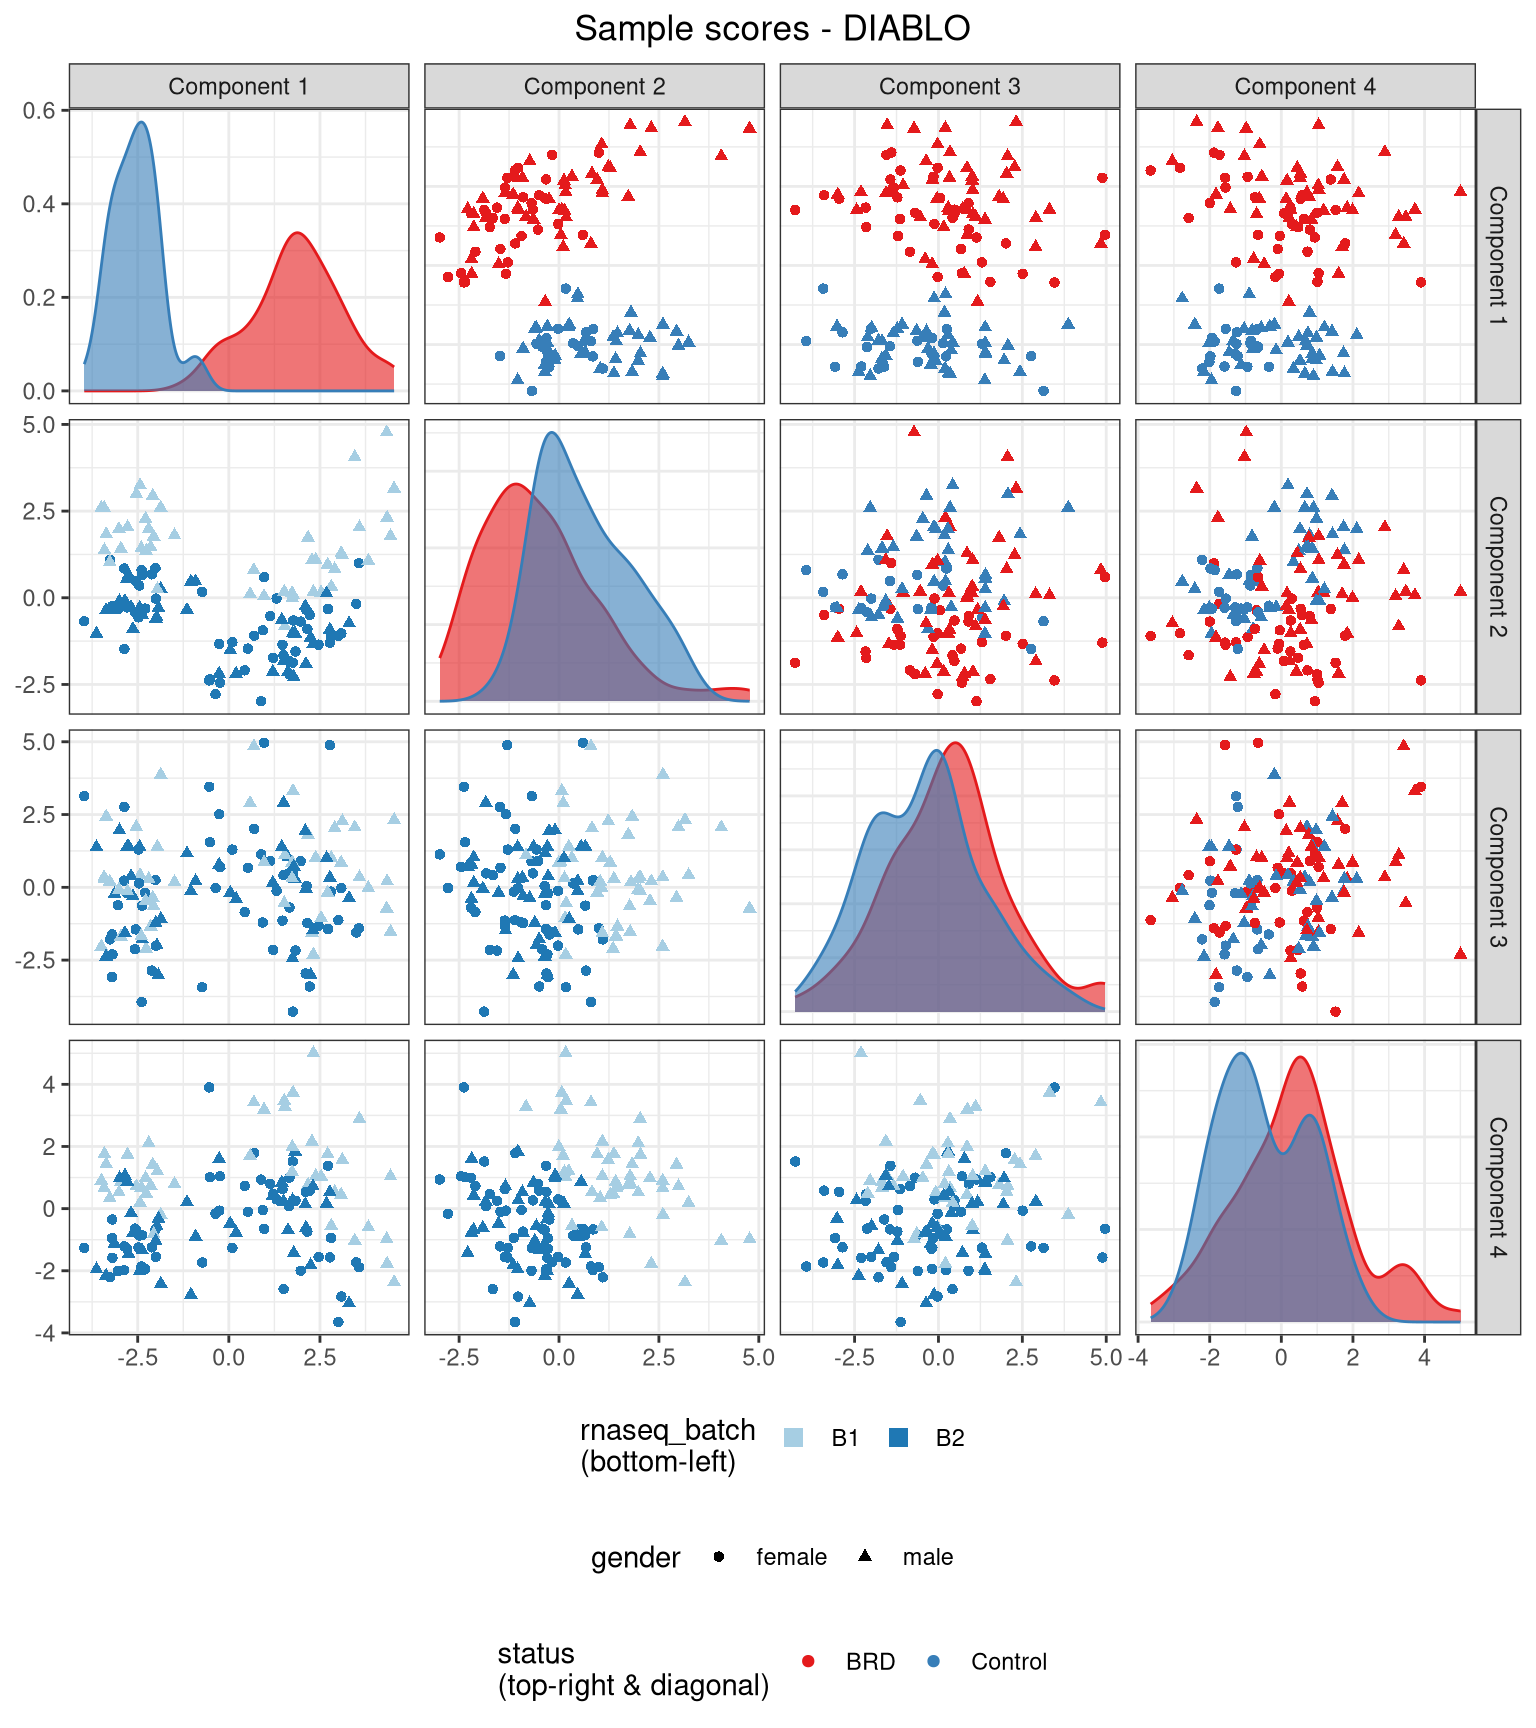 Sample scores - DIABLO
Component 1
Component 2
Component 3
Component 4
0.6
0.4
0.2
0.0
Component 1
5.0
2.5
0.0
-2.5
Component 2
5.0
2.5
0.0
-2.5
Component 3
4
2
0
-2
-4
Component 4
-2.5 0.0 2.5
-2.5 0.0 2.5 5.0
-2.5 0.0 2.5 5.0
-4 -2 0 2 4
rnaseq_batch
(bottom-left)
B1
B2
gender
female
male
status
(top-right & diagonal)
BRD
Control